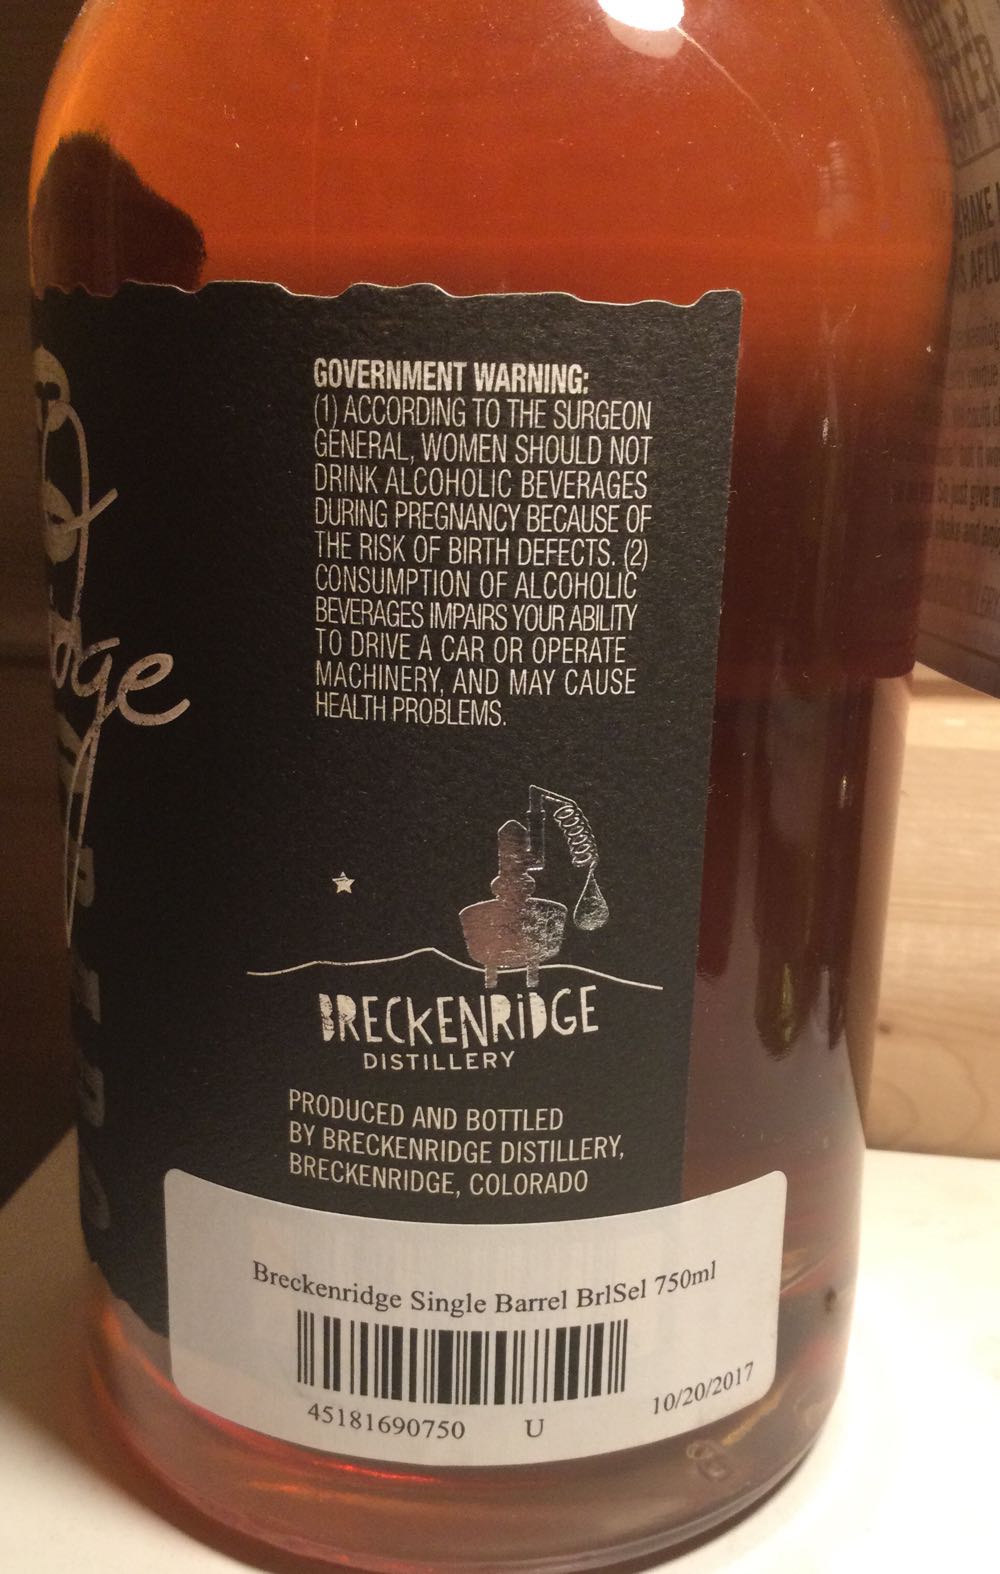 GOVERNMENT WARNING:
(1) ACCORDING TO THE SURGEON
GENERAL, WOMEN SHOULD NOT
DRINK ALCOHOLIC BEVERAGES
DURING PREGNANCY BECAUSE OF
THE RISK OF BIRTH DEFECTS. (2)
CONSUMPTION OF ALCOHOLIC
BEVERAGES IMPAIRS YOUR ABILITY
TO DRIVE A CAR OR OPERATE
MACHINERY, AND MAY CAUSE
HEALTH PROBLEMS.
BRECKENRIDGE
DISTILLERY
PRODUCED AND BOTTLED
BY BRECKENRIDGE DISTILLERY,
BRECKENRIDGE, COLORADO
Breckenridge Single Barrel BrlSel 750ml
45181690750 U 10/20/2017